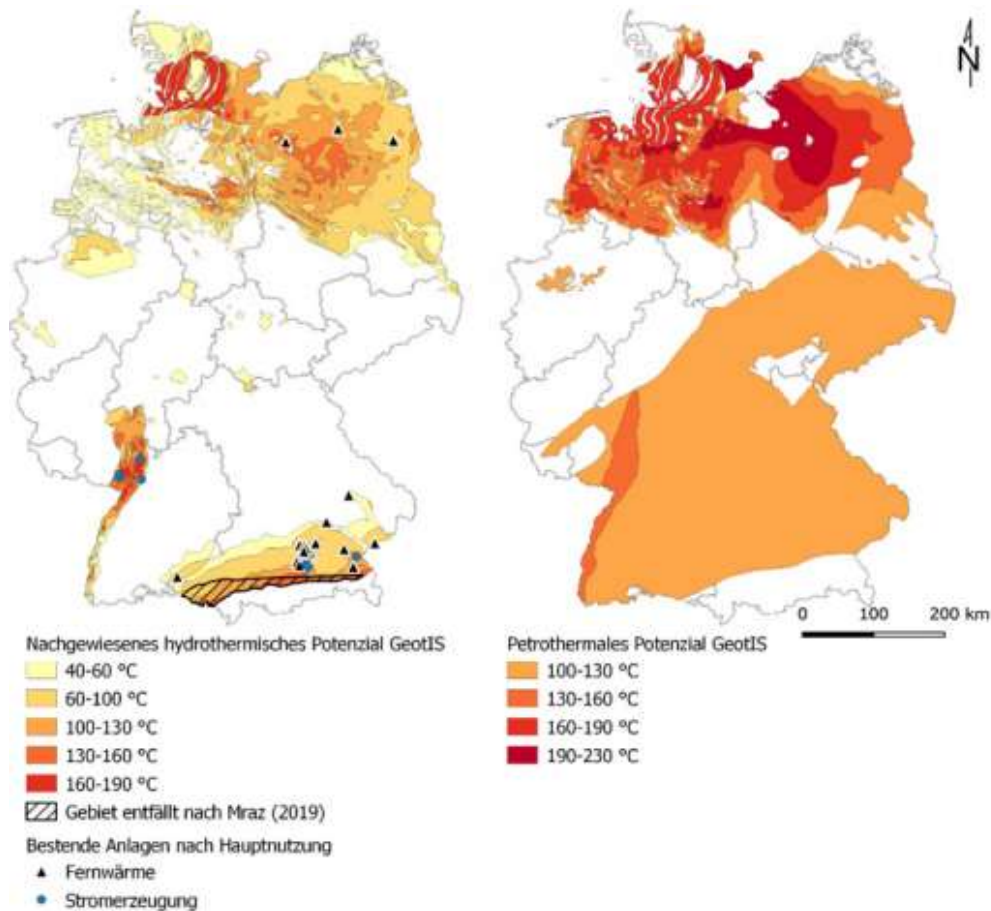 N
0 100 200 km
Nachgewiesenes hydrothermisches Potenzial GeotIS
40-60 °C
60-100 °C
100-130 °C
130-160 °C
160-190 °C
Gebiet entfällt nach Mraz (2019)
Bestende Anlagen nach Hauptnutzung
Fernwärme
Stromerzeugung
Petrothermales Potenzial GeotIS
100-130 °C
130-160 °C
160-190 °C
190-230 °C